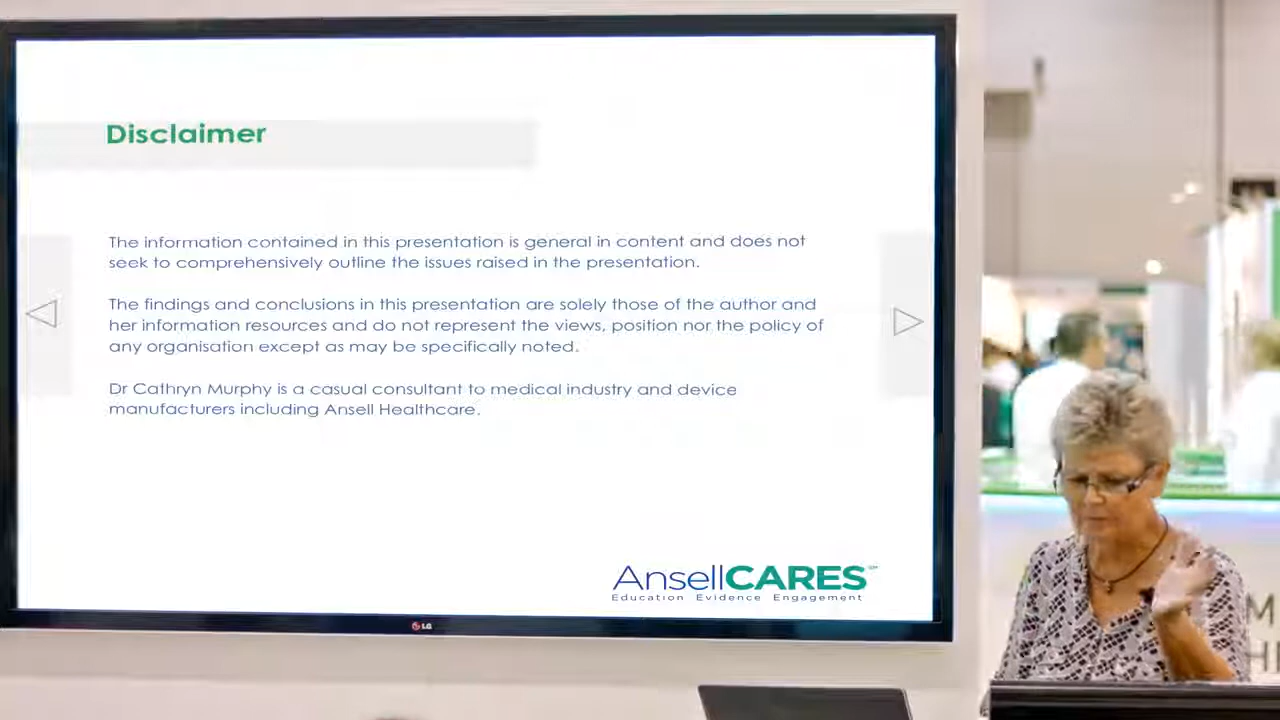 Disclaimer
The information contained in this presentation is general in content and does not
seek to comprehensively outline the issues raised in the presentation.
The findings and conclusions in this presentation are solely those of the author and
her information resources and do not represent the views, position nor the policy of
any organisation except as may be specifically noted.
Dr Cathryn Murphy is a casual consultant to medical industry and device
manufacturers including Ansell Healthcare.
AnsellCARES℠
Education Evidence Engagement
LG